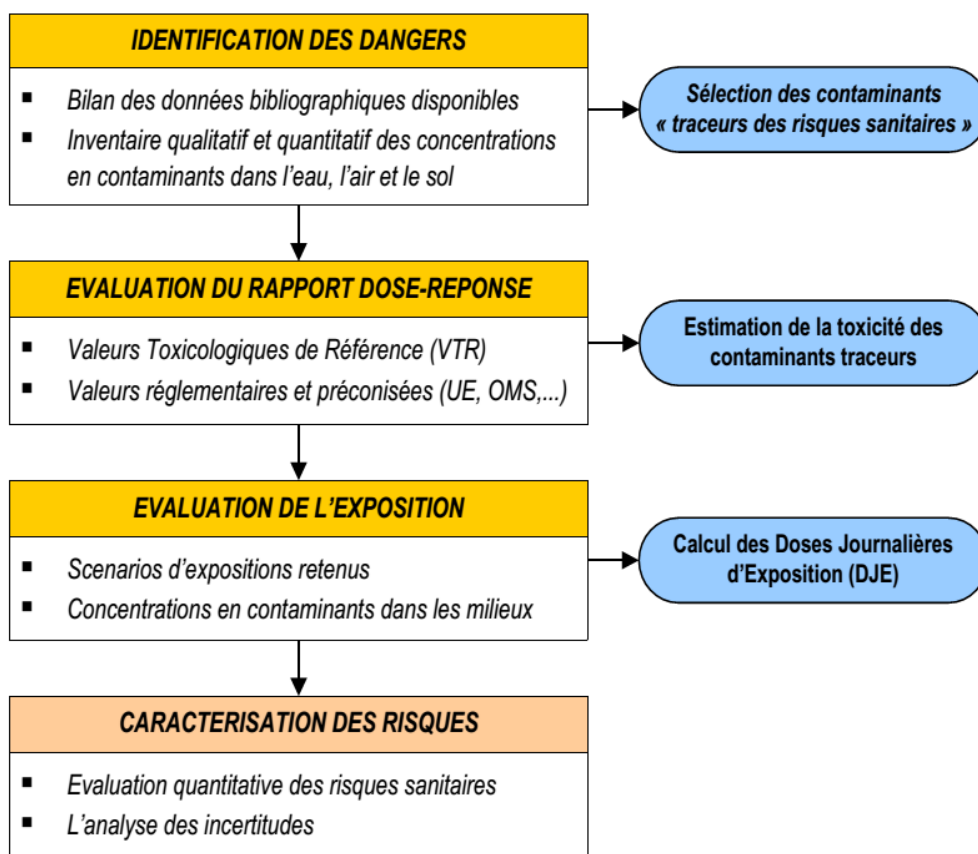 IDENTIFICATION DES DANGERS
▪ Bilan des données bibliographiques disponibles
▪ Inventaire qualitatif et quantitatif des concentrations
en contaminants dans l'eau, l'air et le sol
Sélection des contaminants
« traceurs des risques sanitaires »
EVALUATION DU RAPPORT DOSE-REPONSE
▪ Valeurs Toxicologiques de Référence (VTR)
▪ Valeurs réglementaires et préconisées (UE, OMS,...)
Estimation de la toxicité des
contaminants traceurs
EVALUATION DE L'EXPOSITION
▪ Scenarios d'expositions retenus
▪ Concentrations en contaminants dans les milieux
Calcul des Doses Journalières
d'Exposition (DJE)
CARACTERISATION DES RISQUES
▪ Evaluation quantitative des risques sanitaires
▪ L'analyse des incertitudes